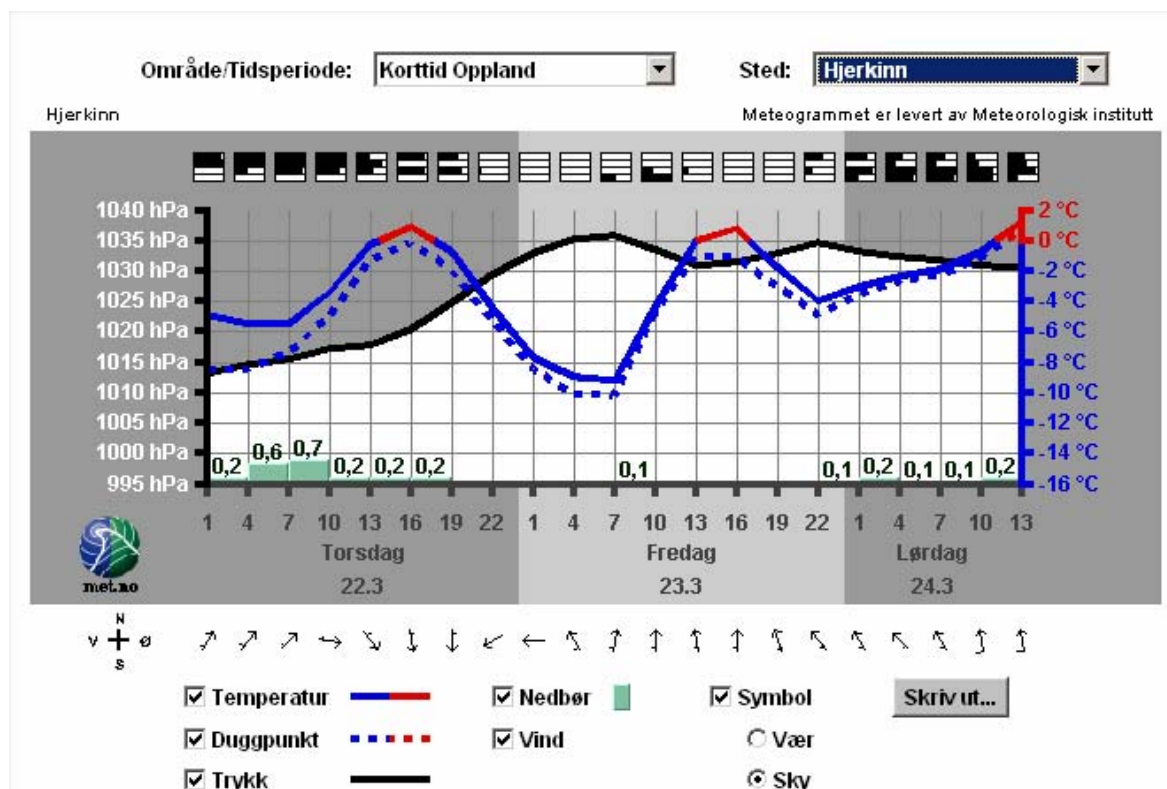 Område/Tidsperiode: Korttid Oppland Sted: Hjerkinn
Hjerkinn Meteogrammet er levert av Meteorologisk institutt
1040 hPa 2 °C
1035 hPa 0 °C
1030 hPa -2 °C
1025 hPa -4 °C
1020 hPa -6 °C
1015 hPa -8 °C
1010 hPa -10 °C
1005 hPa -12 °C
1000 hPa -14 °C
0,2 0,6 0,7 0,2 0,2 0,2 0,1 0,1 0,2 0,1 0,1 0,2
995 hPa -16 °C
1 4 7 10 13 16 19 22 1 4 7 10 13 16 19 22 1 4 7 10 13
Torsdag Fredag Lørdag
met.no 22.3 23.3 24.3
N
V ø
S
Temperatur Nedbør Symbol Skriv ut...
Duggpunkt Vind Vær
Trykk Sky